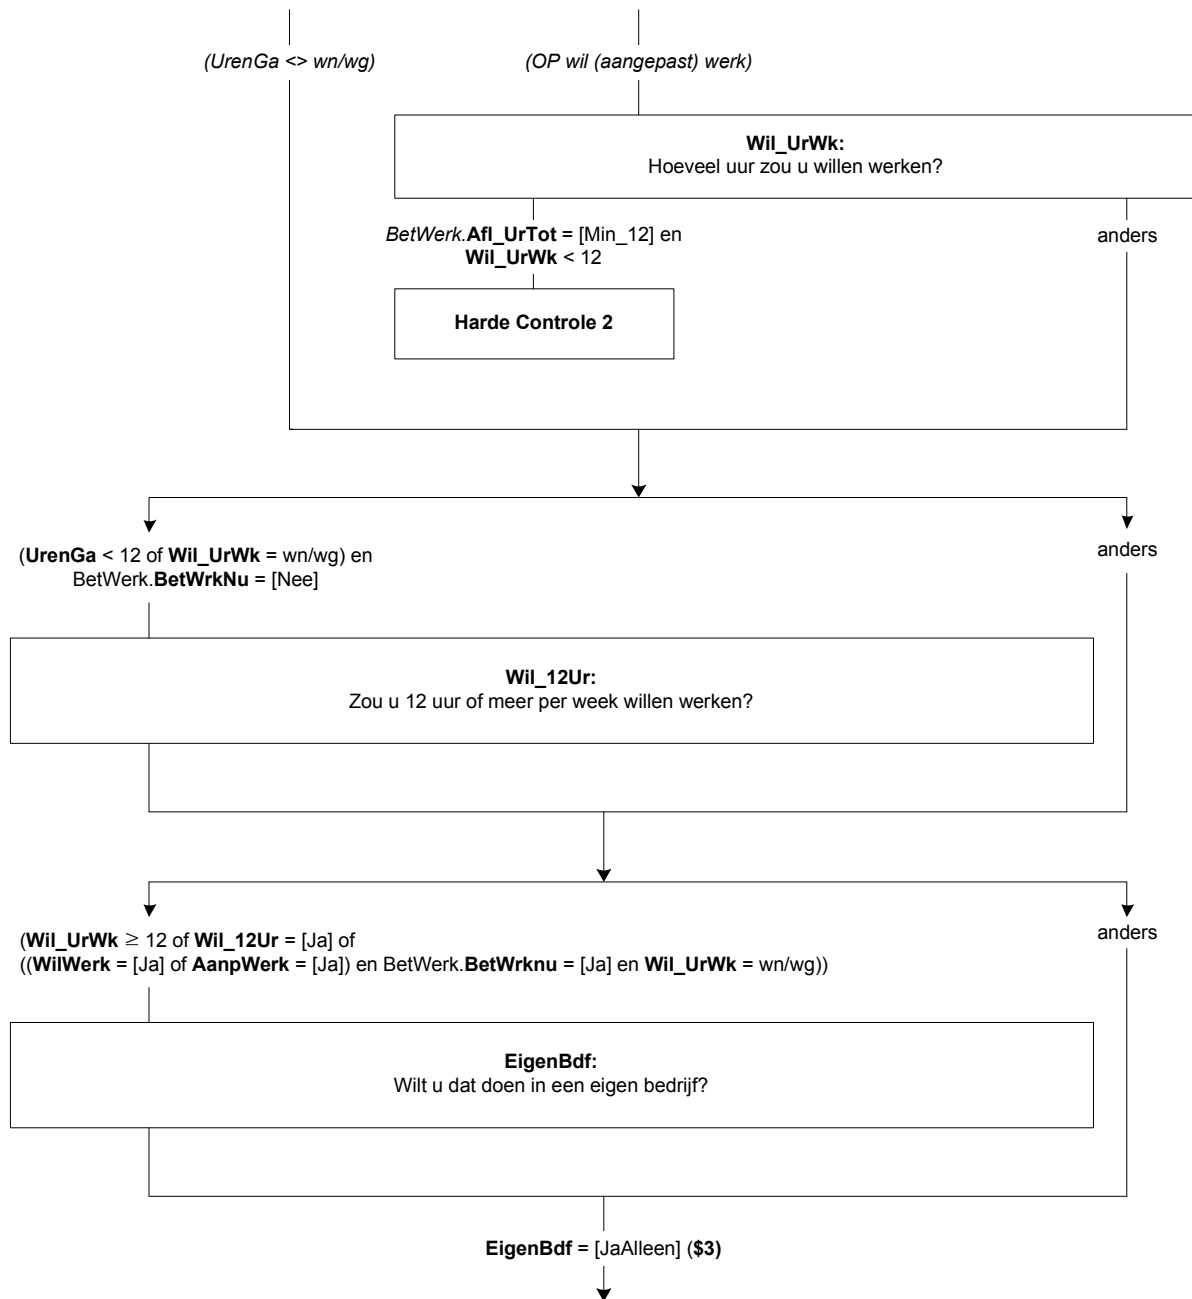 (UrenGa <> wn/wg)
(OP wil (aangepast) werk)
Wil_UrWk:
Hoeveel uur zou u willen werken?
BetWerk.Afl_UrTot = [Min_12] en
Wil_UrWk < 12
anders
Harde Controle 2
(UrenGa < 12 of Wil_UrWk = wn/wg) en
BetWerk.BetWrkNu = [Nee]
anders
Wil_12Ur:
Zou u 12 uur of meer per week willen werken?
(Wil_UrWk ≥ 12 of Wil_12Ur = [Ja] of
((WilWerk = [Ja] of AanpWerk = [Ja]) en BetWerk.BetWrknu = [Ja] en Wil_UrWk = wn/wg))
anders
EigenBdf:
Wilt u dat doen in een eigen bedrijf?
EigenBdf = [JaAlleen] ($3)